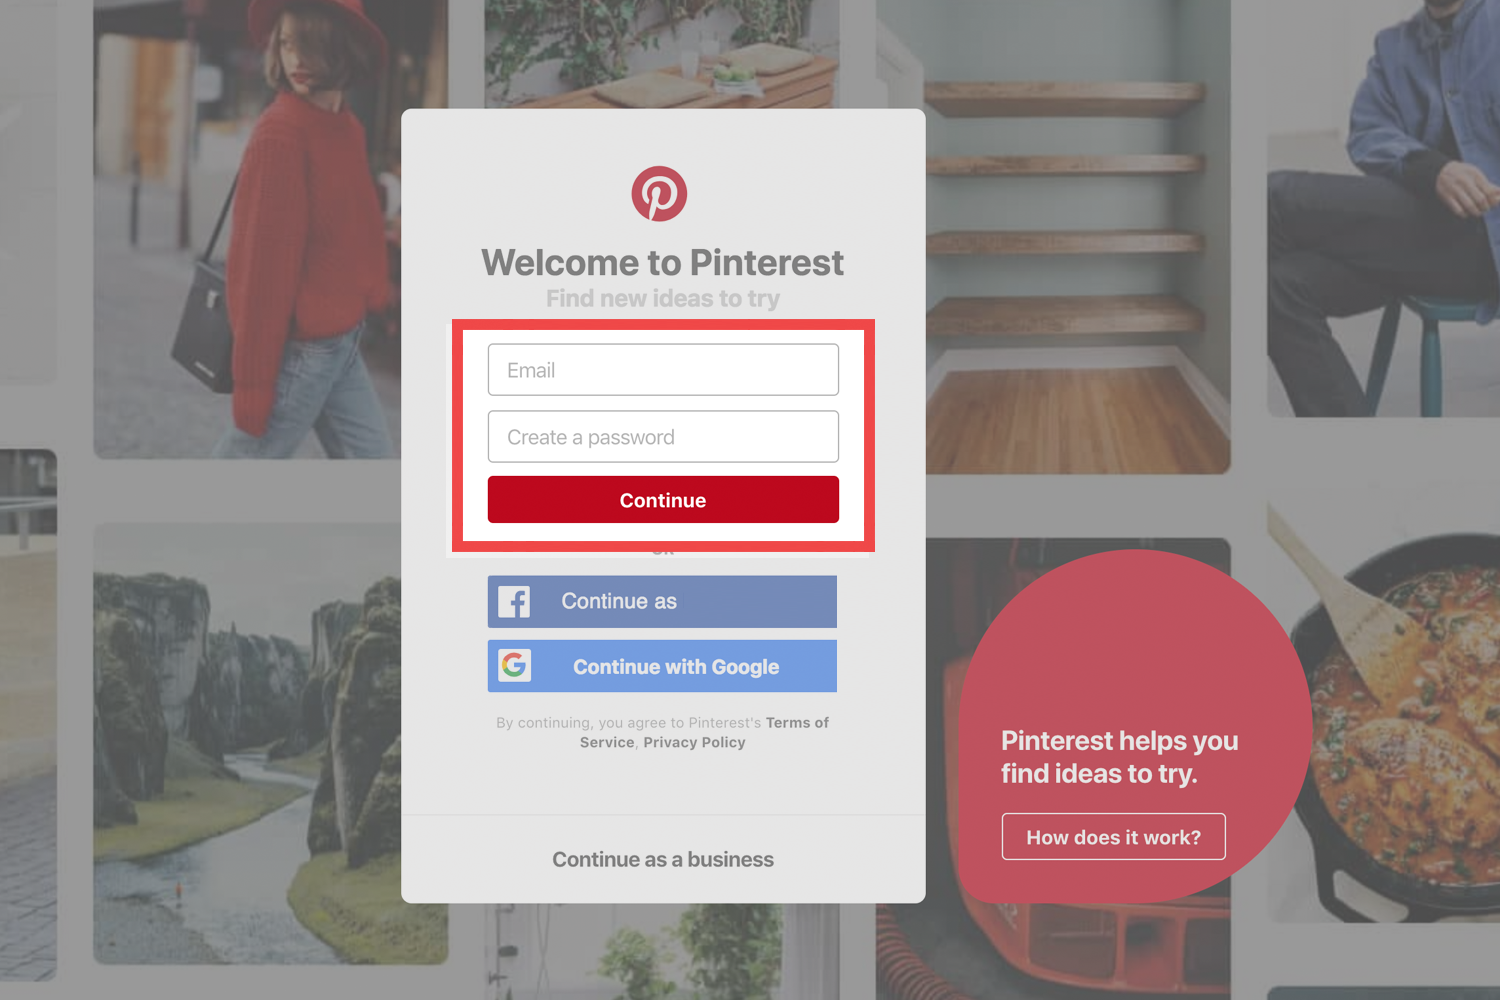 Welcome to Pinterest
Find new ideas to try
Email
Create a password
Continue
Continue as
Continue with Google
By continuing, you agree to Pinterest's Terms of
Service, Privacy Policy
Continue as a business
Pinterest helps you
find ideas to try.
How does it work?